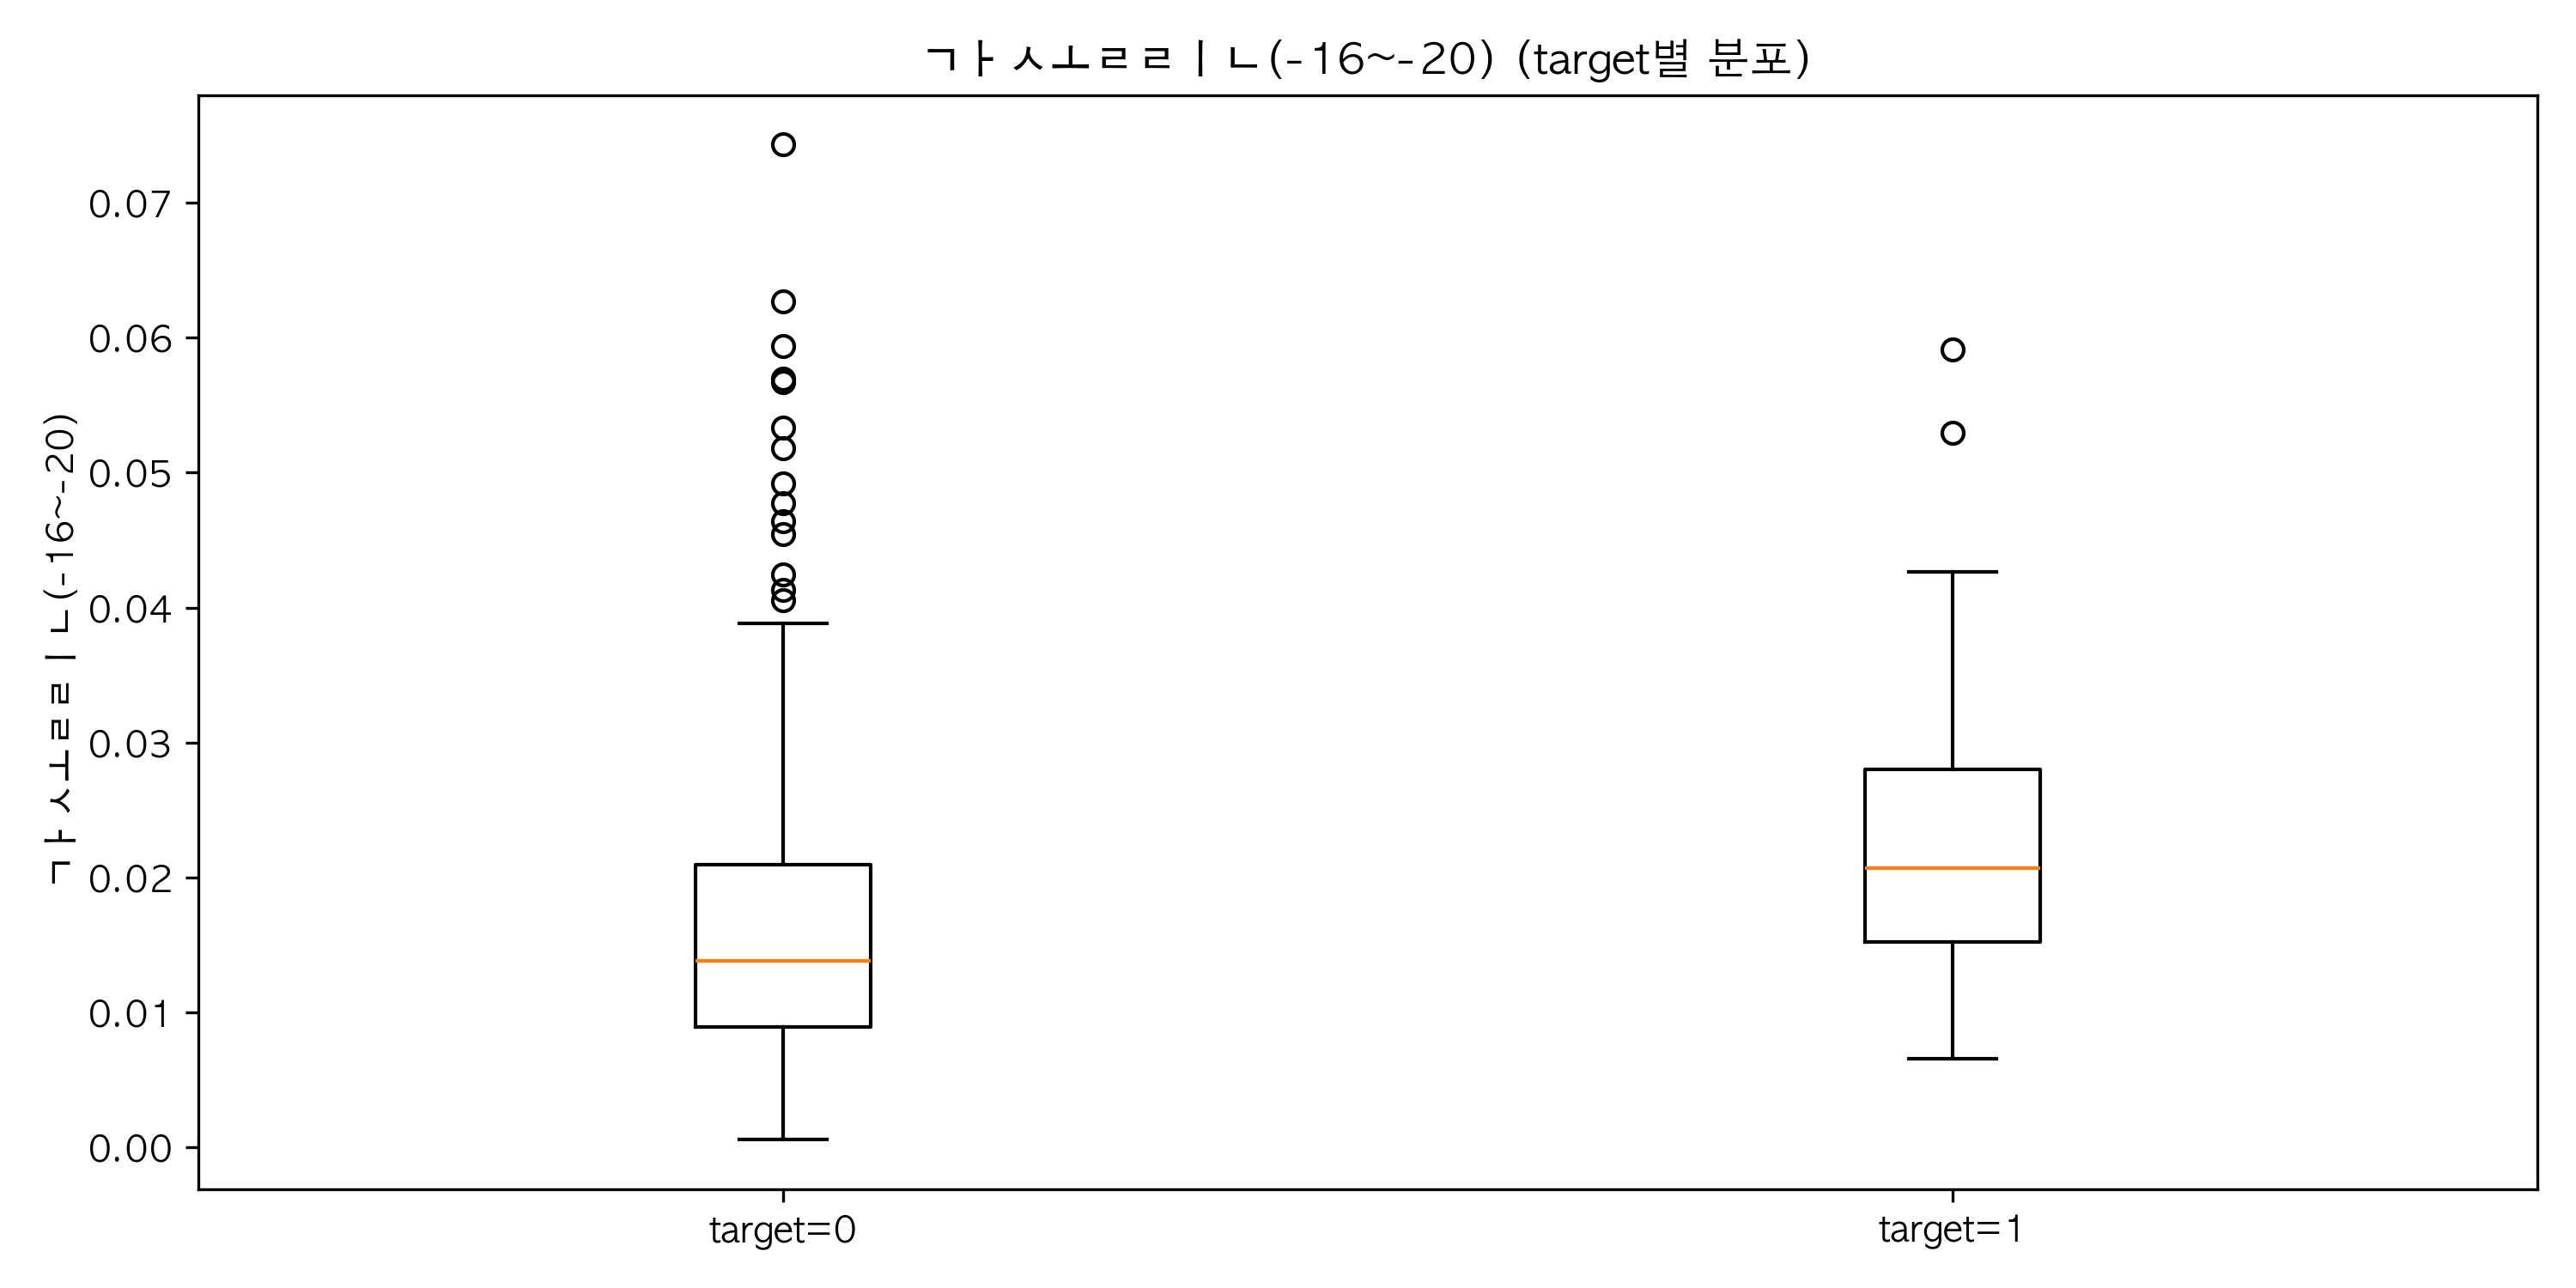 ㄱㅏㅅㅗㄹㄹㅣㄴ(-16~-20) (target별 분포)
ㄱㅏㅅㅗㄹㄹㅣㄴ(-16~-20)
0.07
0.06
0.05
0.04
0.03
0.02
0.01
0.00
target=0 target=1